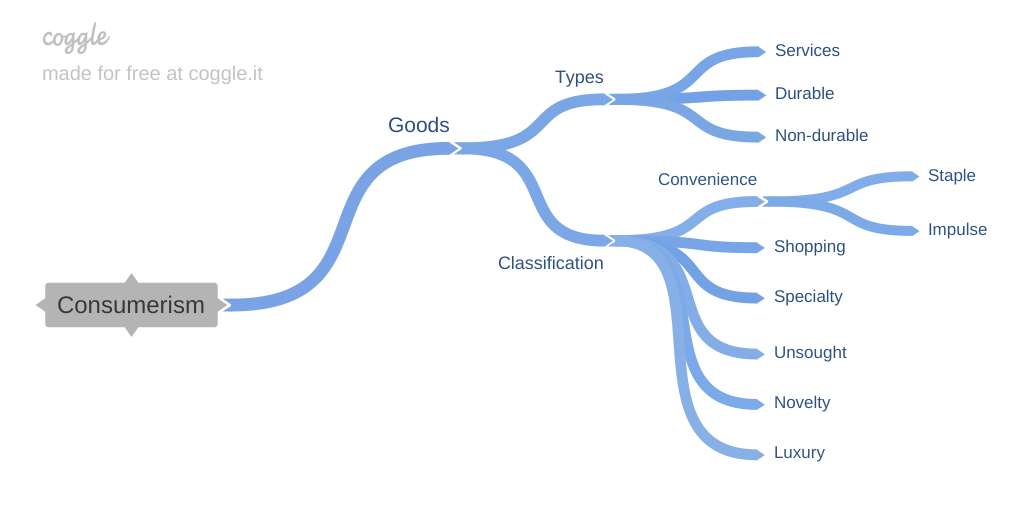 coggle
made for free at coggle.it
Consumerism
Goods
Types
Services
Durable
Non-durable
Classification
Convenience
Staple
Impulse
Shopping
Specialty
Unsought
Novelty
Luxury